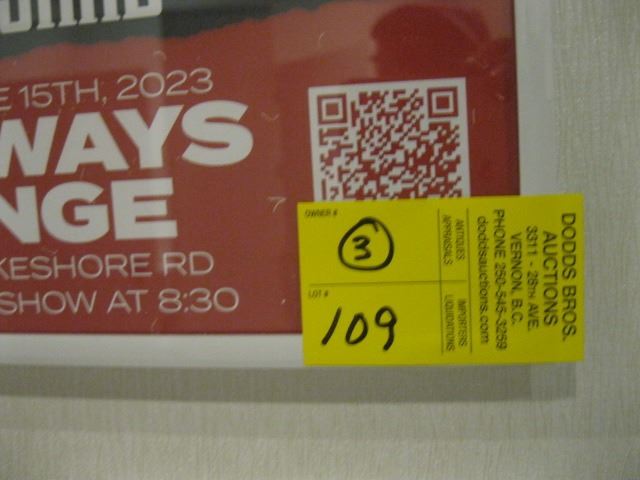 E 15TH, 2023
WAYS
NGE
KESHORE RD
SHOW AT 8:30
OWNER #
3
LOT #
109
ANTIQUES
APPRAISALS
IMPORTERS
LIQUIDATIONS
DODDS BROS.
AUCTIONS
3311 - 28TH AVE.
VERNON, B.C.
PHONE 250-545-3259
doddsauctions.com